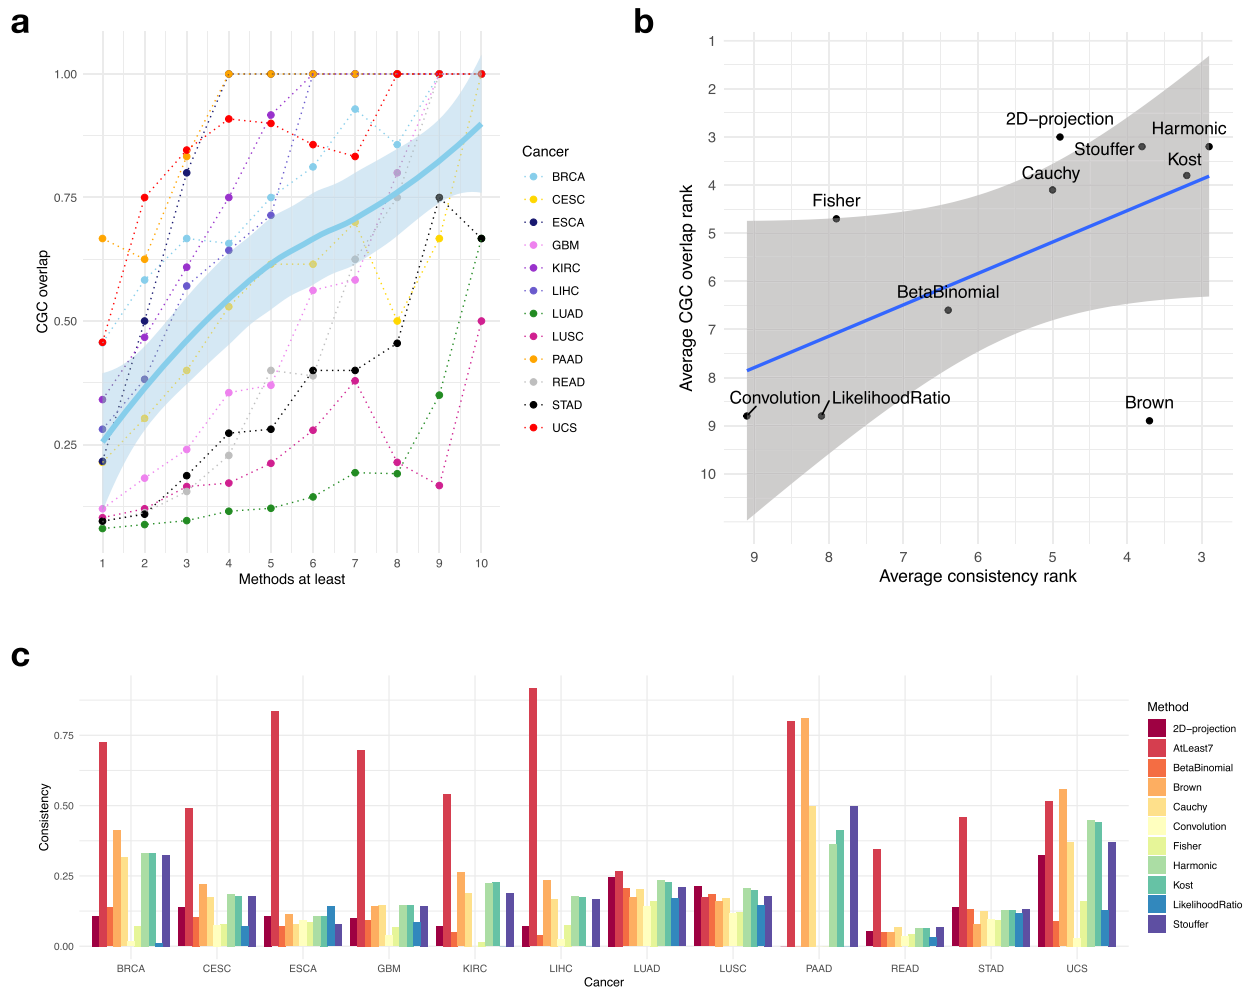 a
CGC overlap
1.00
0.75
0.50
0.25
1 2 3 4 5 6 7 8 9 10
Methods at least
Cancer
BRCA
CESC
ESCA
GBM
KIRC
LIHC
LUAD
LUSC
PAAD
READ
STAD
UCS
b
Average CGC overlap rank
1
2
3
4
5
6
7
8
9
10
2D−projection
Harmonic
Stouffer
Kost
Cauchy
Fisher
BetaBinomial
Convolution
LikelihoodRatio
Brown
9 8 7 6 5 4 3
Average consistency rank
c
Consistency
0.75
0.50
0.25
0.00
BRCA CESC ESCA GBM KIRC LIHC LUAD LUSC PAAD READ STAD UCS
Cancer
Method
2D−projection
AtLeast7
BetaBinomial
Brown
Cauchy
Convolution
Fisher
Harmonic
Kost
LikelihoodRatio
Stouffer